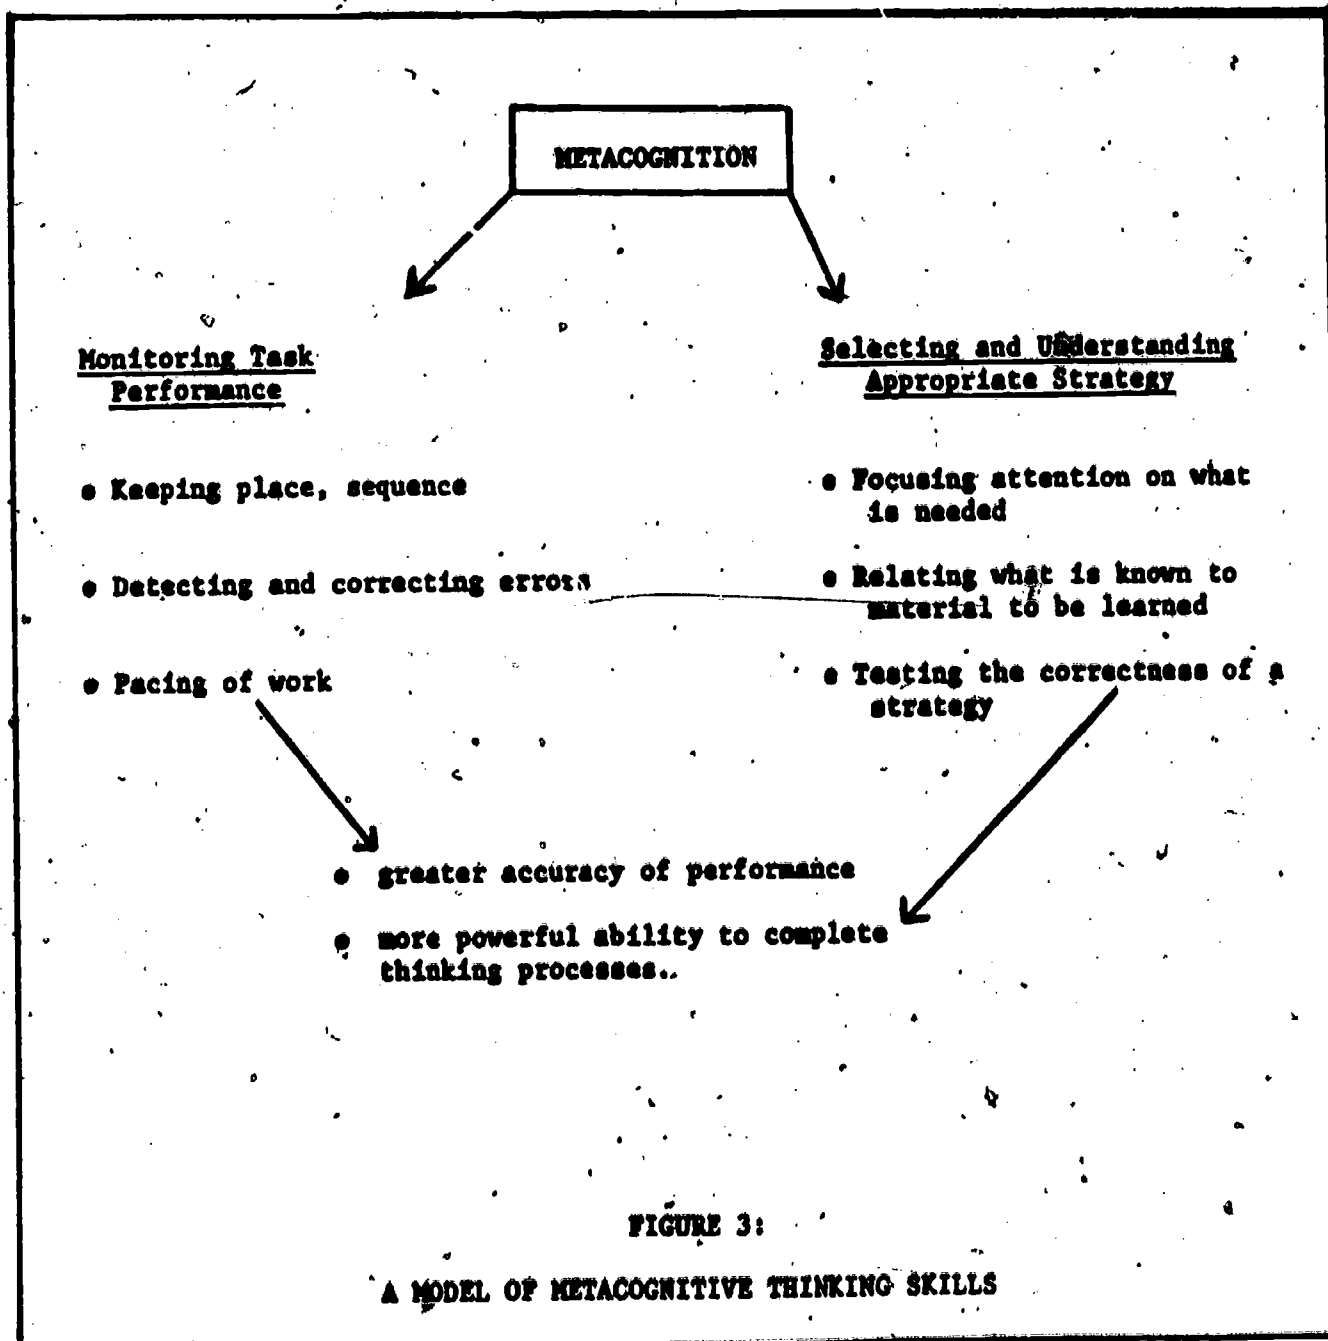 METACOGNITION
Monitoring Task
Performance
• Keeping place, sequence
• Detecting and correcting errors
• Pacing of work
Selecting and Understanding
Appropriate Strategy
• Focusing attention on what
is needed
• Relating what is known to
material to be learned
• Testing the correctness of a
strategy
• greater accuracy of performance
• more powerful ability to complete
thinking processes..
FIGURE 3:
A MODEL OF METACOGNITIVE THINKING SKILLS